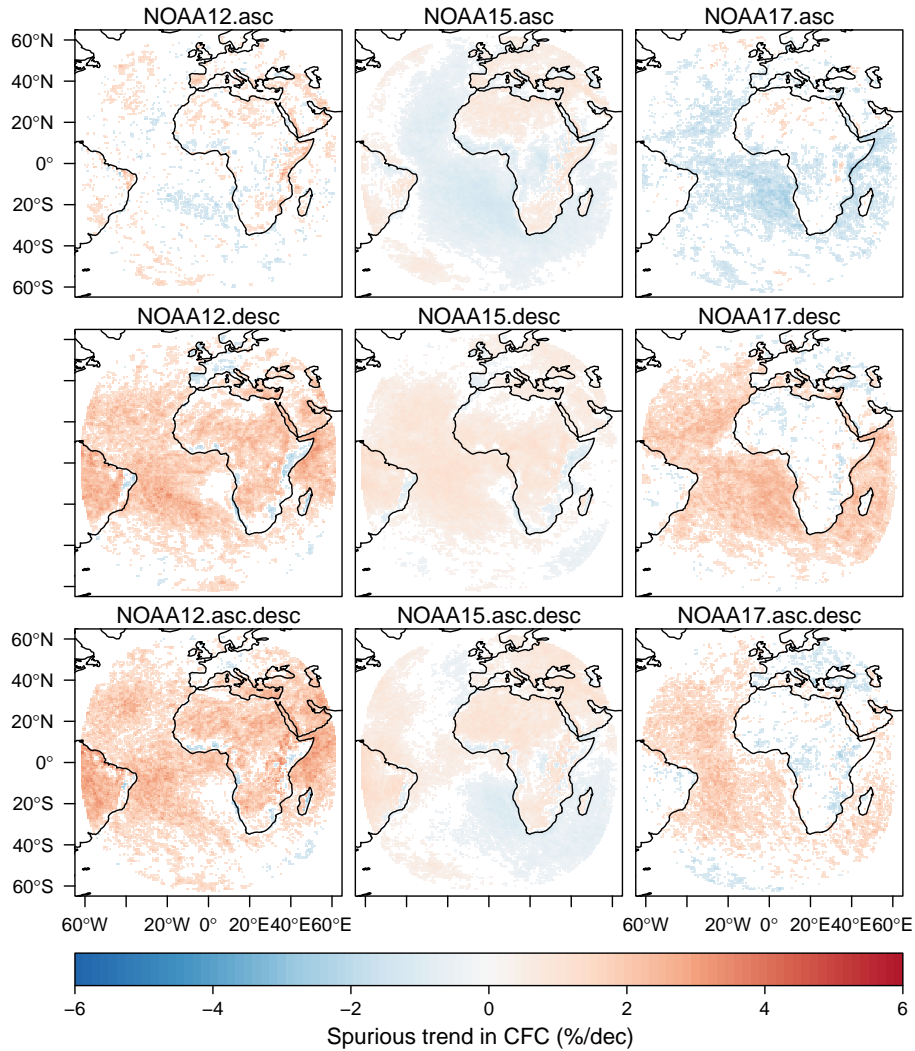 NOAA12.asc NOAA15.asc NOAA17.asc
60°N
40°N
20°N
0°
20°S
40°S
60°S
NOAA12.desc NOAA15.desc NOAA17.desc
NOAA12.asc.desc NOAA15.asc.desc NOAA17.asc.desc
60°N
40°N
20°N
0°
20°S
40°S
60°S
60°W 20°W 0° 20°E 40°E 60°E 60°W 20°W 0° 20°E 40°E 60°E
−6 −4 −2 0 2 4 6
Spurious trend in CFC (%/dec)